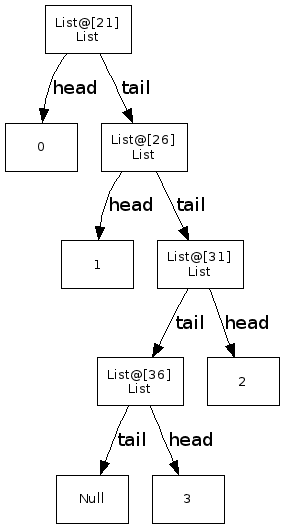 List@[21]
List
head
tail
0
List@[26]
List
head
tail
1
List@[31]
List
tail
head
List@[36]
List
2
tail
head
Null
3